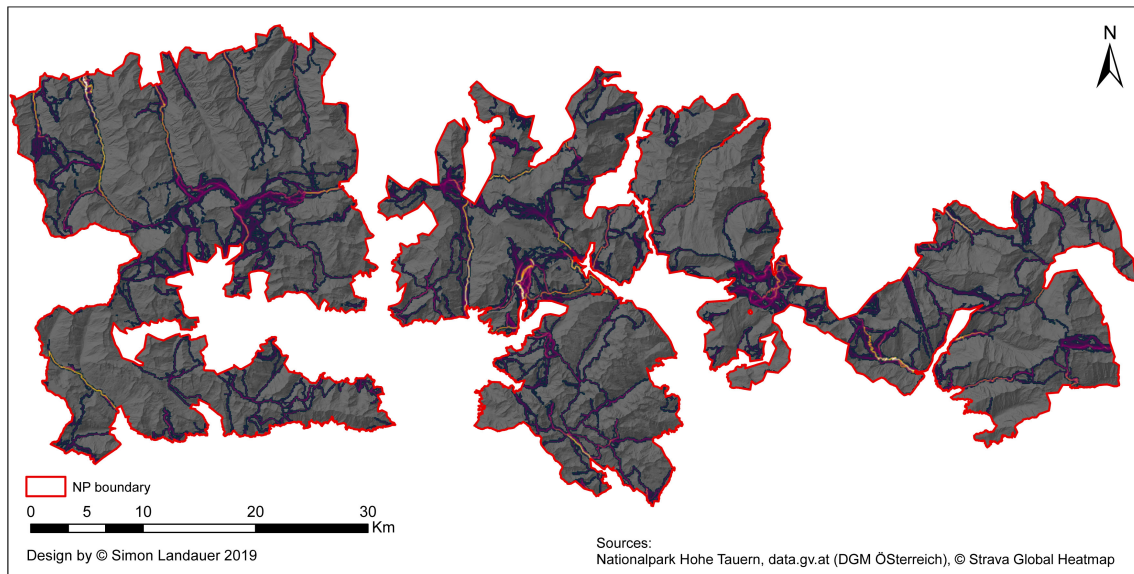 N
NP boundary
0 5 10 20 30
Km
Design by © Simon Landauer 2019
Sources:
Nationalpark Hohe Tauern, data.gv.at (DGM ÖSterreich), © Strava Global Heatmap